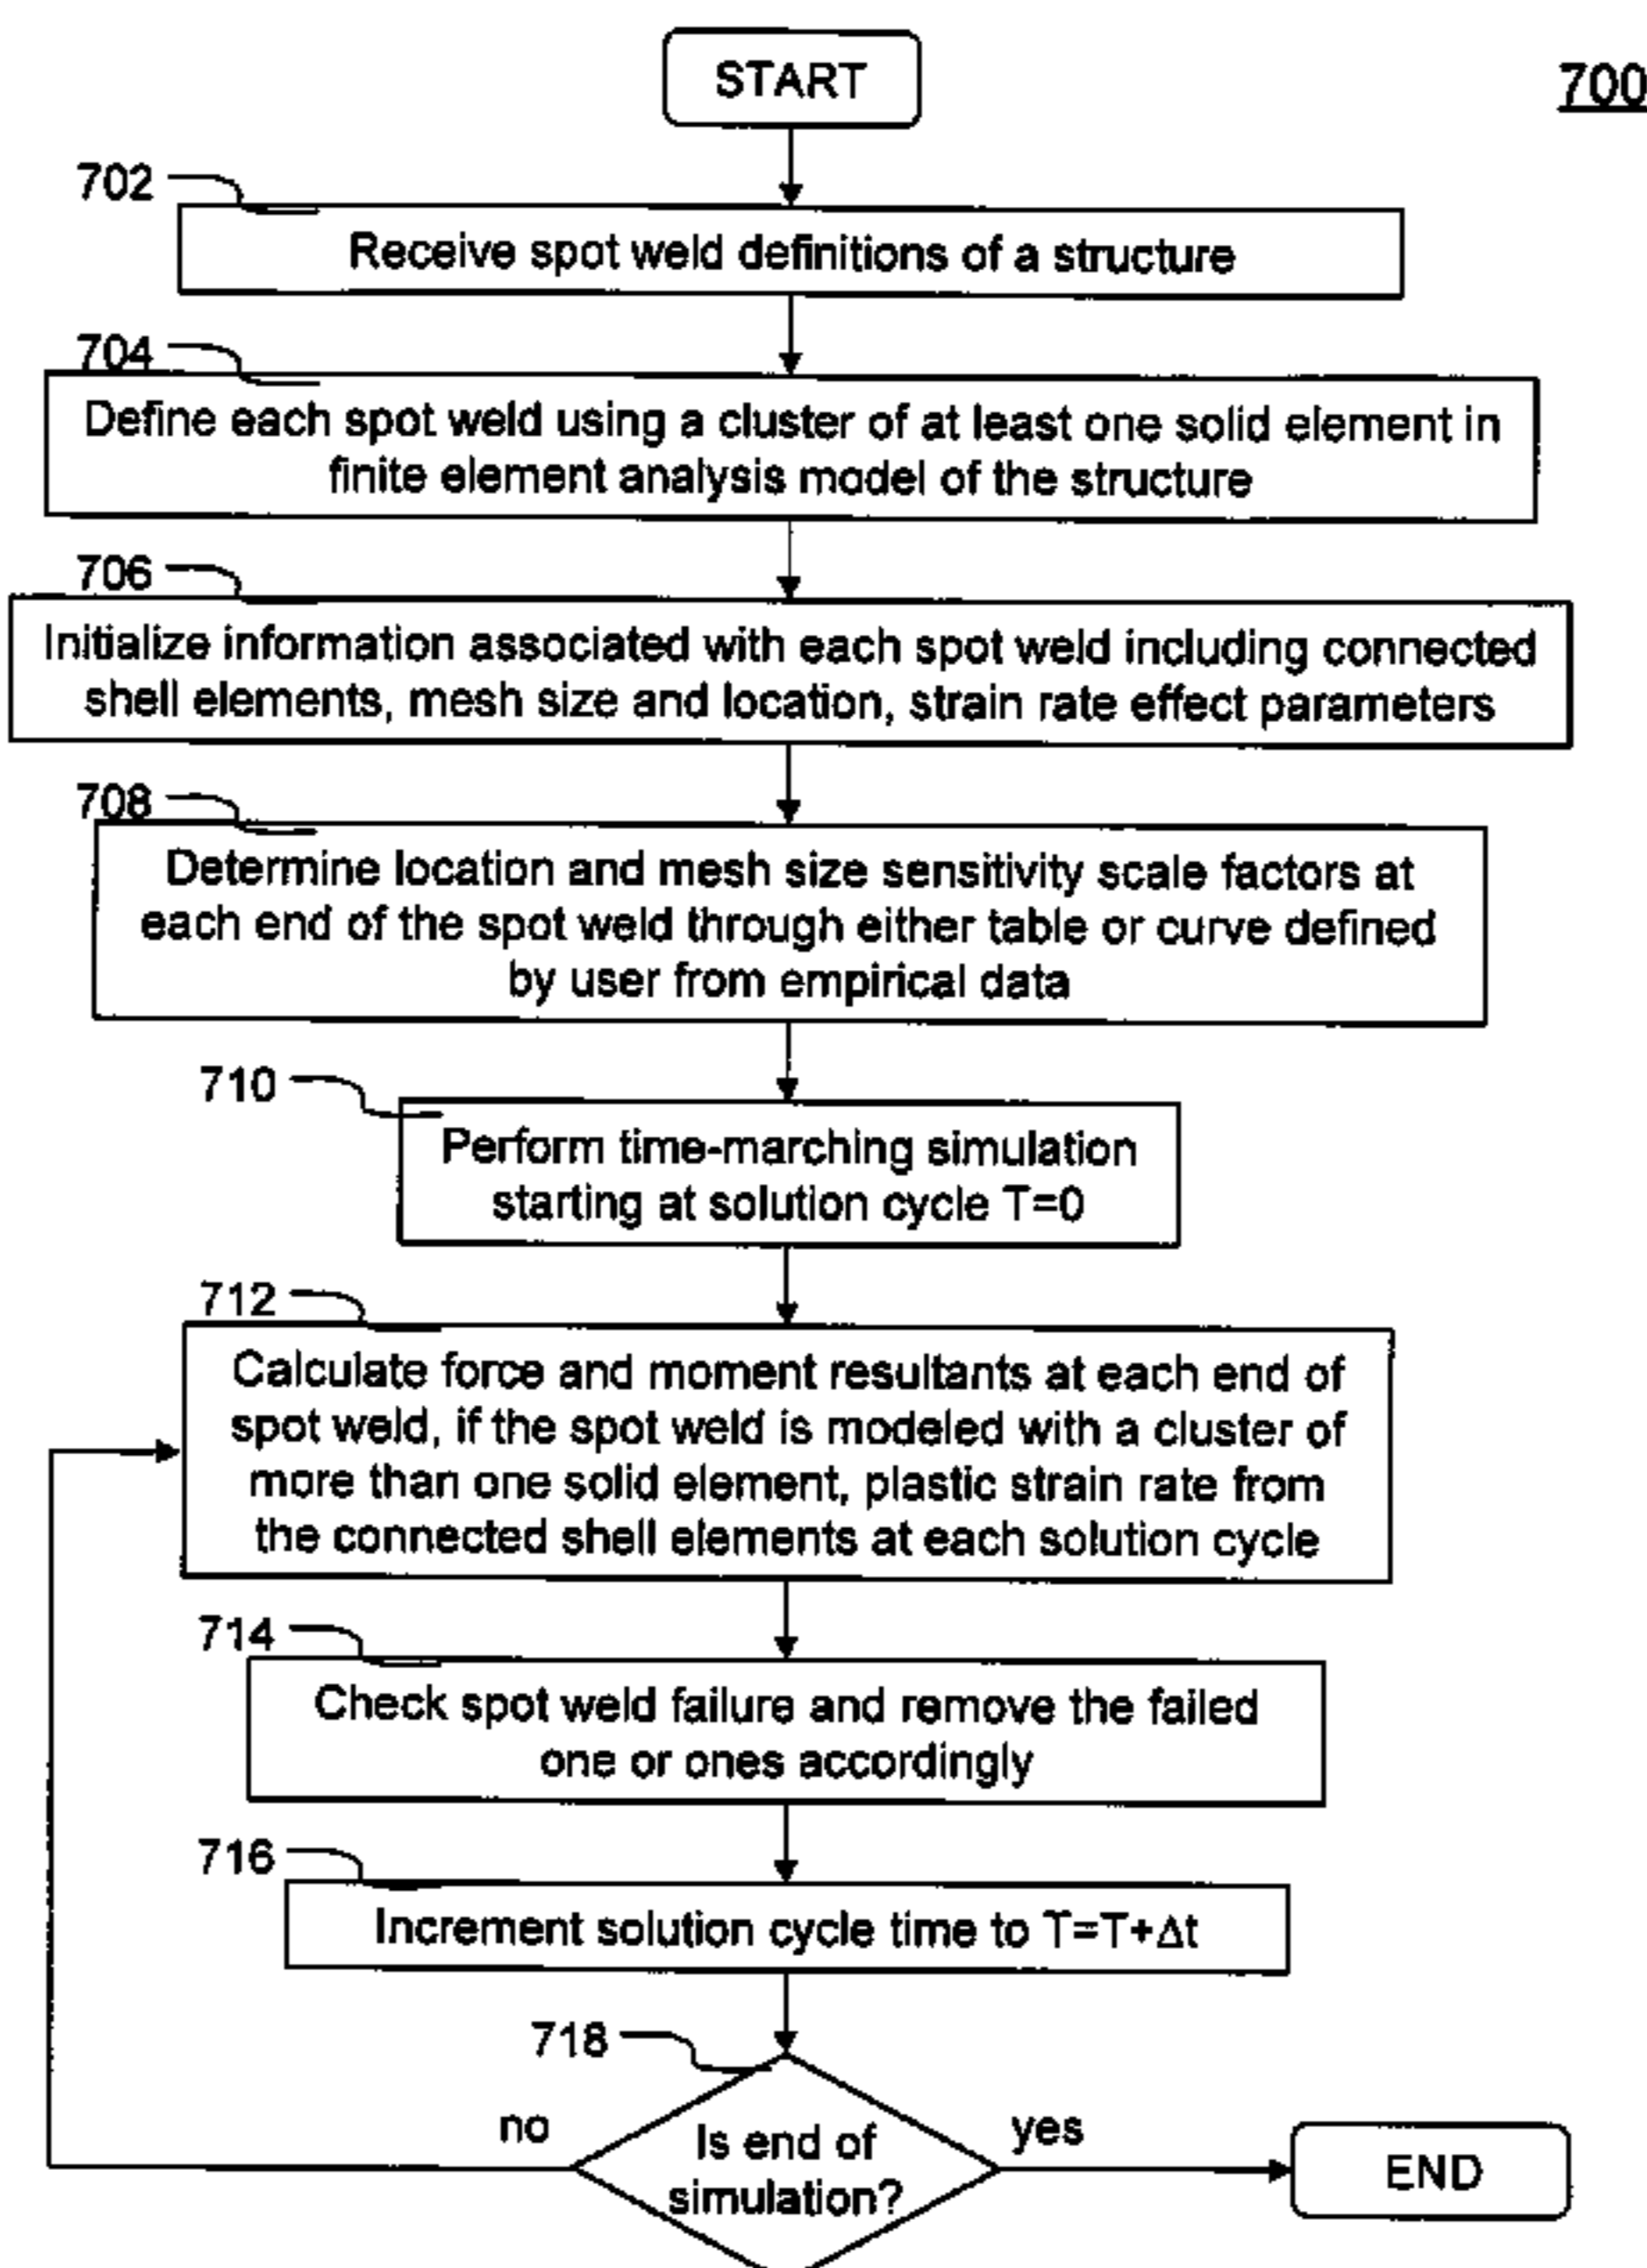 START
700
702
Receive spot weld definitions of a structure
704
Define each spot weld using a cluster of at least one solid element in
finite element analysis model of the structure
706
Initialize information associated with each spot weld including connected
shell elements, mesh size and location, strain rate effect parameters
708
Determine location and mesh size sensitivity scale factors at
each end of the spot weld through either table or curve defined
by user from empirical data
710
Perform time-marching simulation
starting at solution cycle T=0
712
Calculate force and moment resultants at each end of
spot weld, if the spot weld is modeled with a cluster of
more than one solid element, plastic strain rate from
the connected shell elements at each solution cycle
714
Check spot weld failure and remove the failed
one or ones accordingly
716
Increment solution cycle time to T=T+Δt
718
no
Is end of
simulation?
yes
END